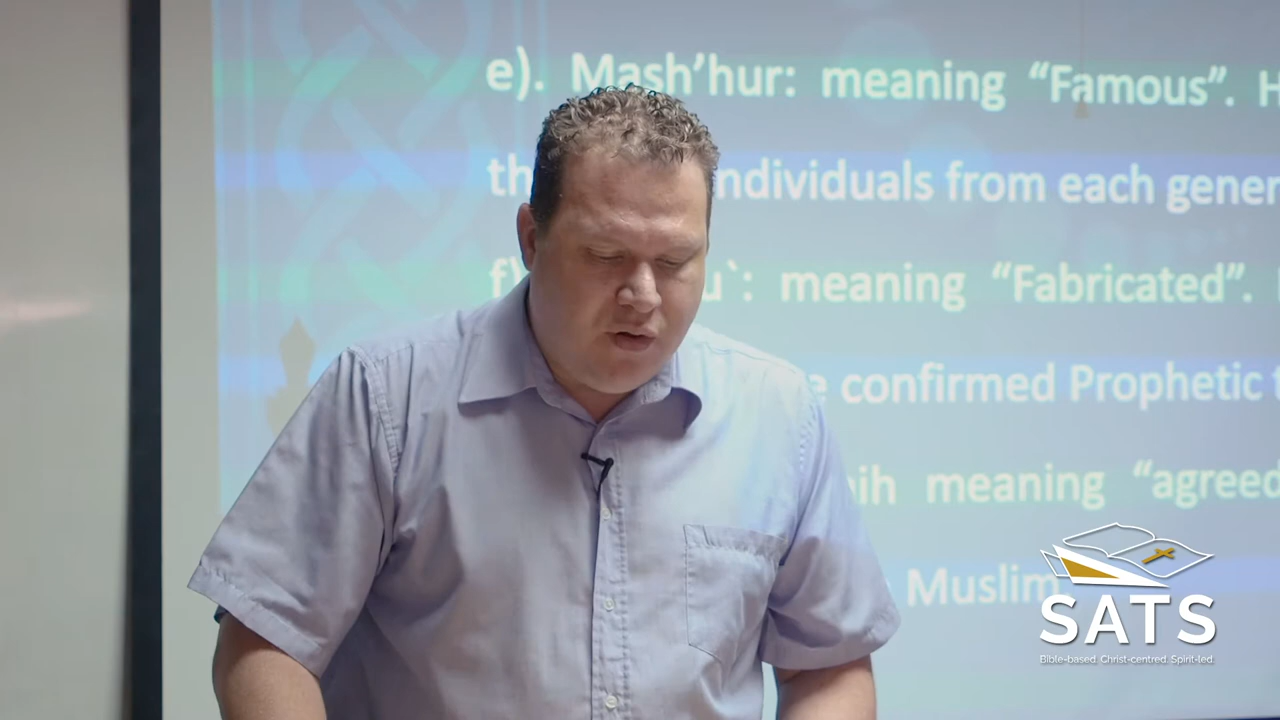 e). Mash’hur: meaning “Famous”. H
th ndividuals from each gener
f) u`: meaning “Fabricated”.
e confirmed Prophetic t
ih meaning “agreed
Muslim
SATS
Bible-based Christ-centred Spirit-led